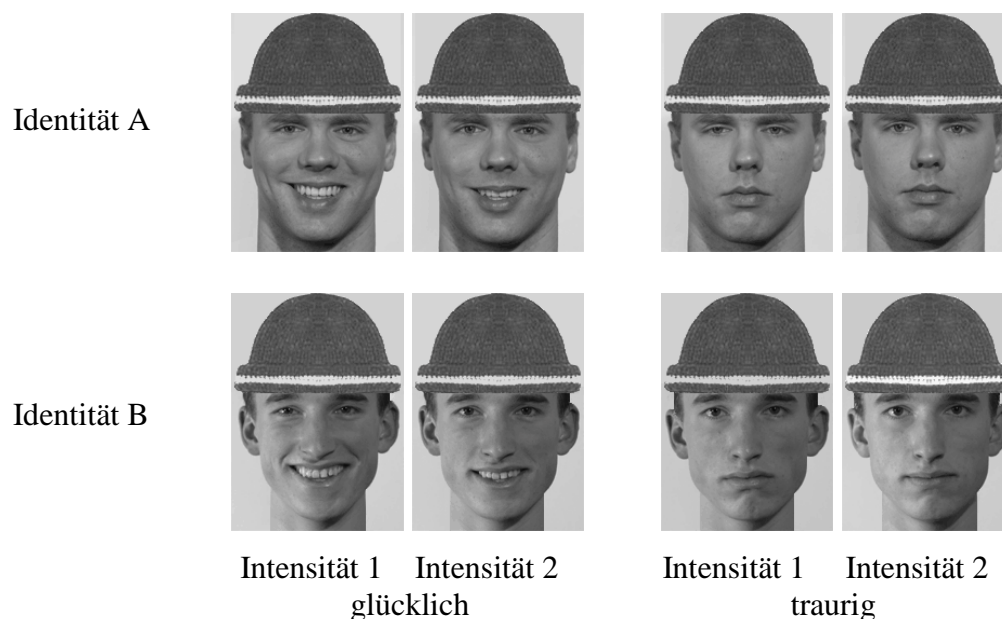 Identität A
Identität B
Intensität 1 Intensität 2 Intensität 1 Intensität 2
glücklich traurig